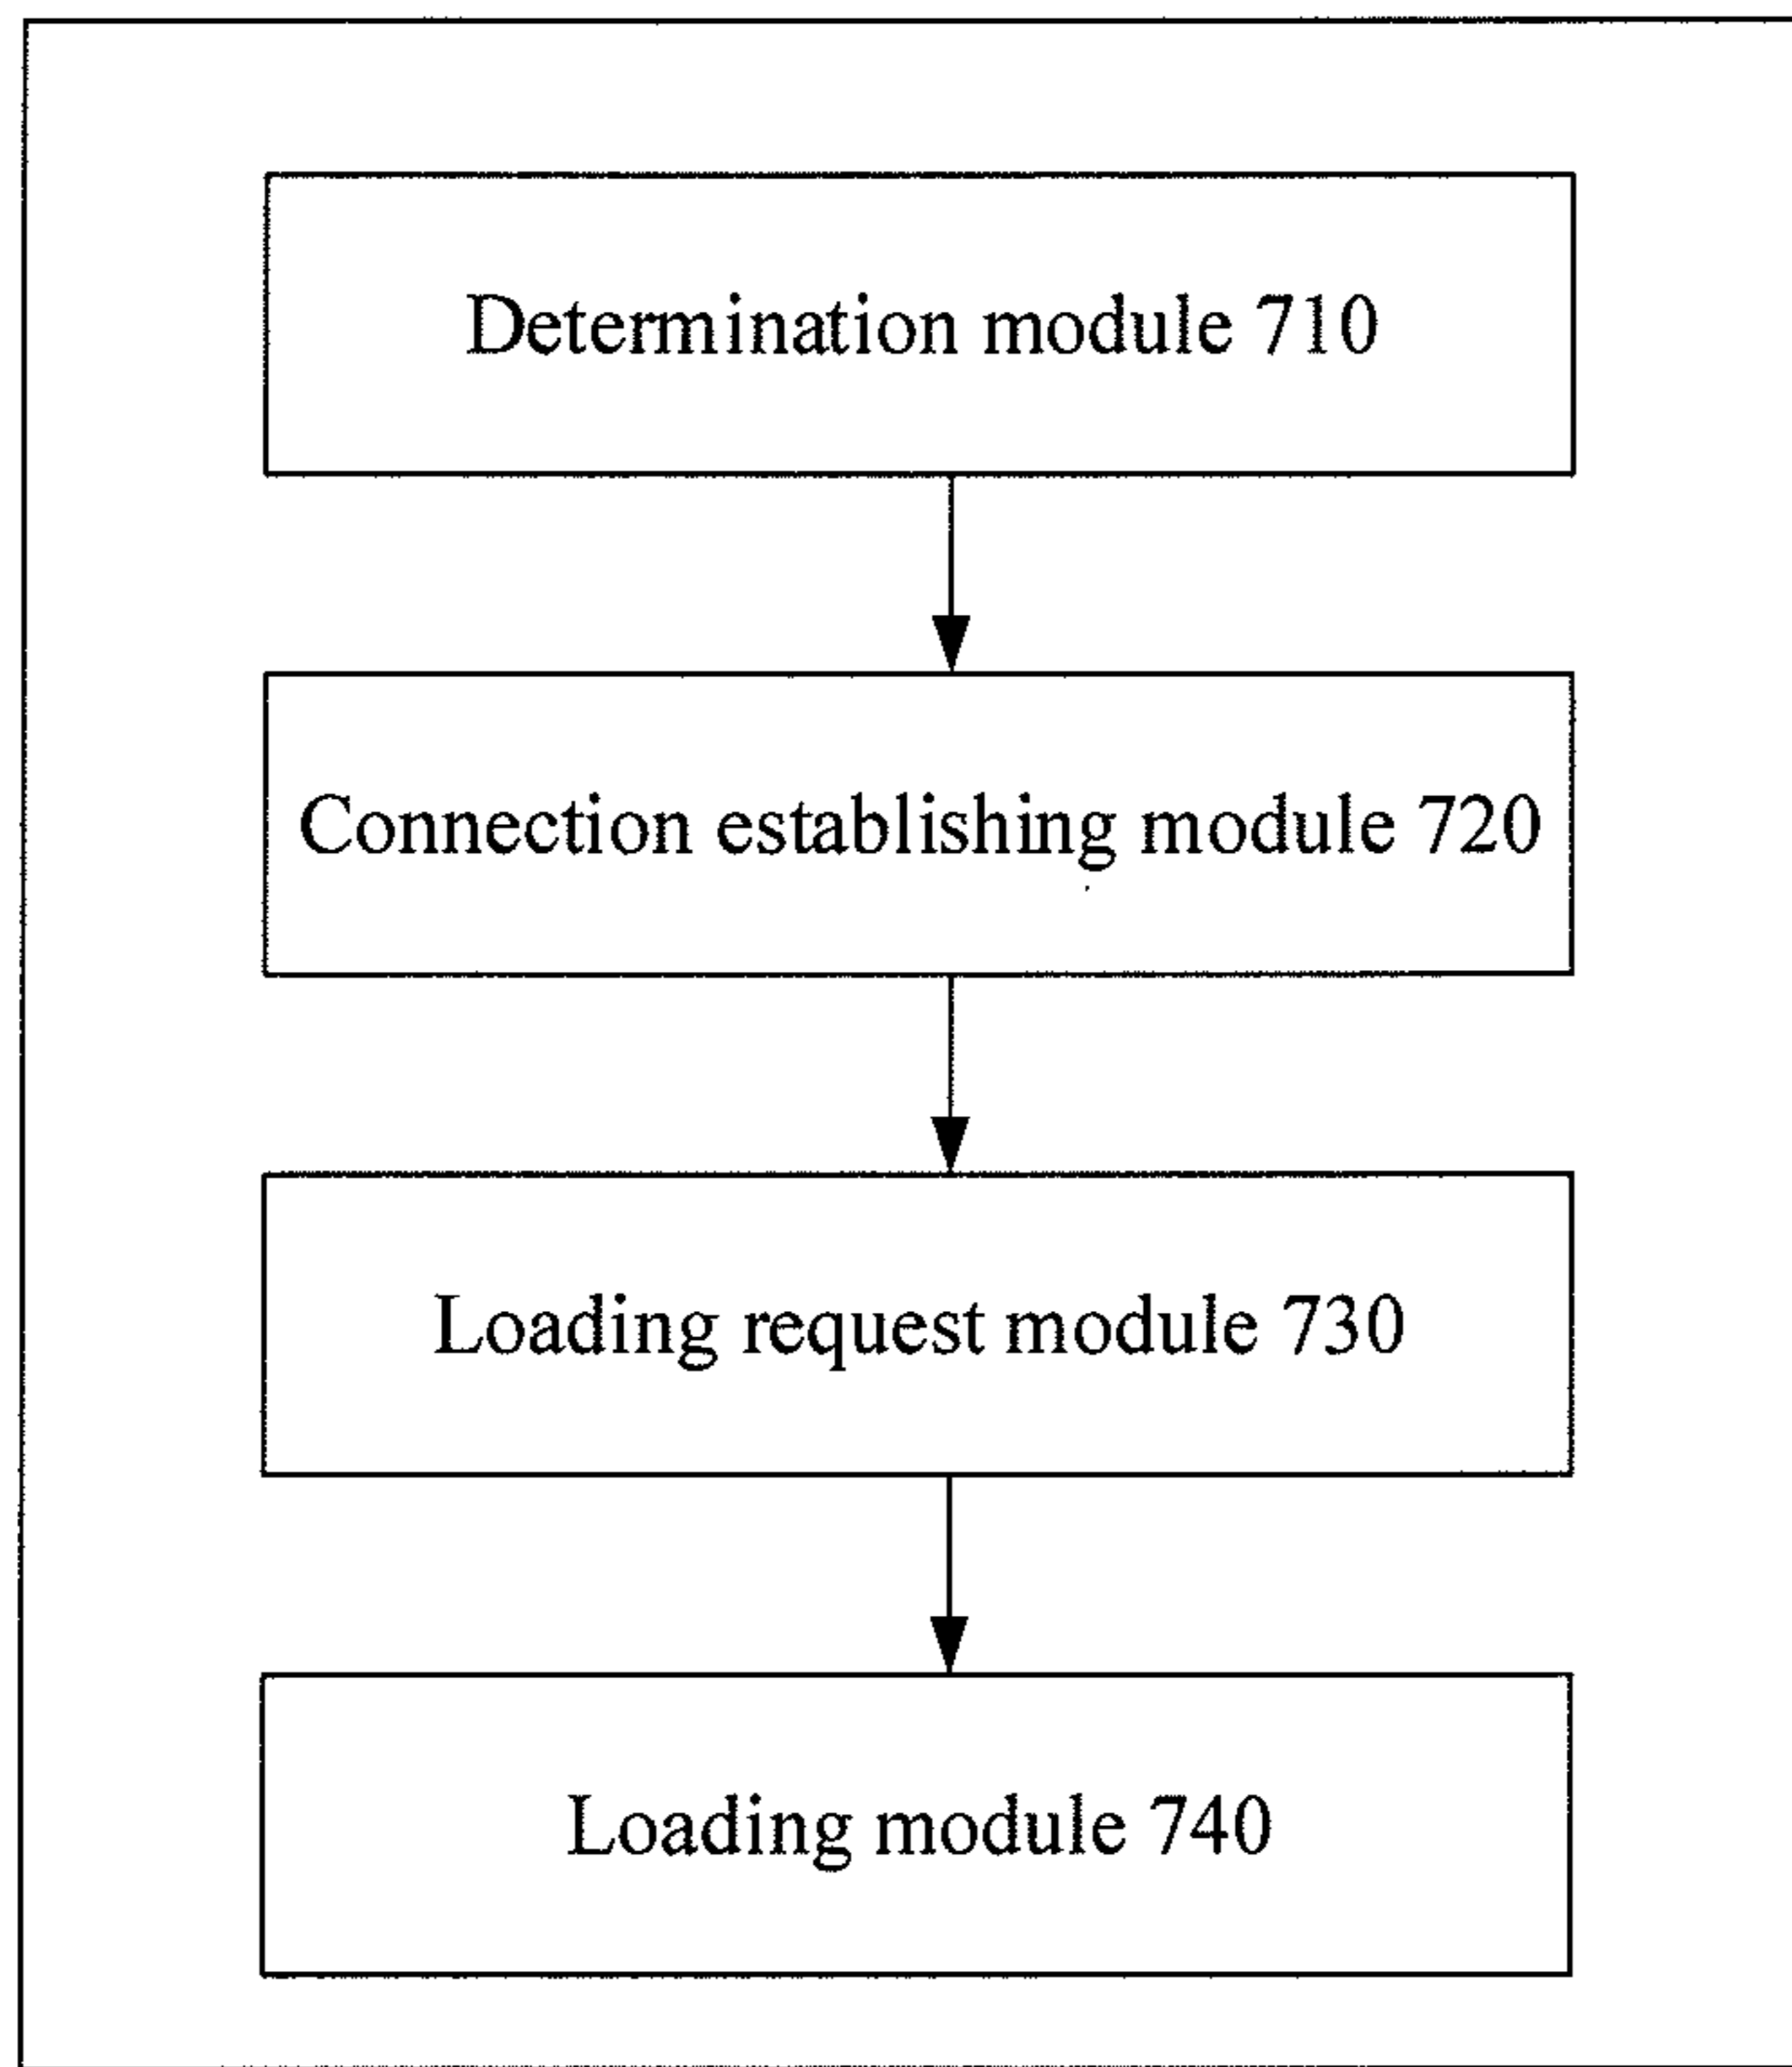 Determination module 710
Connection establishing module 720
Loading request module 730
Loading module 740